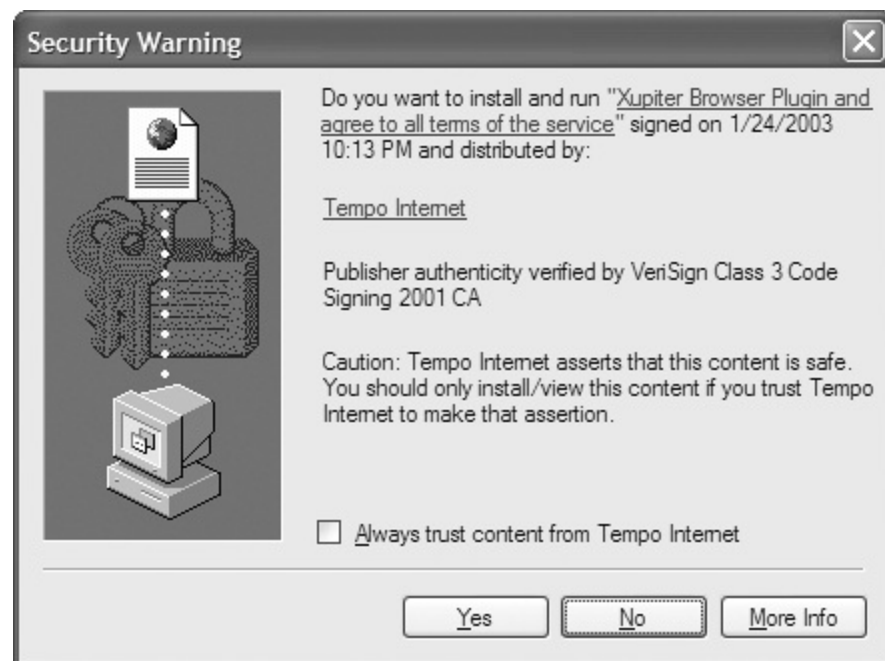 Security Warning
Do you want to install and run "Xupiter Browser Plugin and
agree to all terms of the service" signed on 1/24/2003
10:13 PM and distributed by:
Tempo Internet
Publisher authenticity verified by VeriSign Class 3 Code
Signing 2001 CA
Caution: Tempo Internet asserts that this content is safe.
You should only install/view this content if you trust Tempo
Internet to make that assertion.
Always trust content from Tempo Internet
Yes No More Info